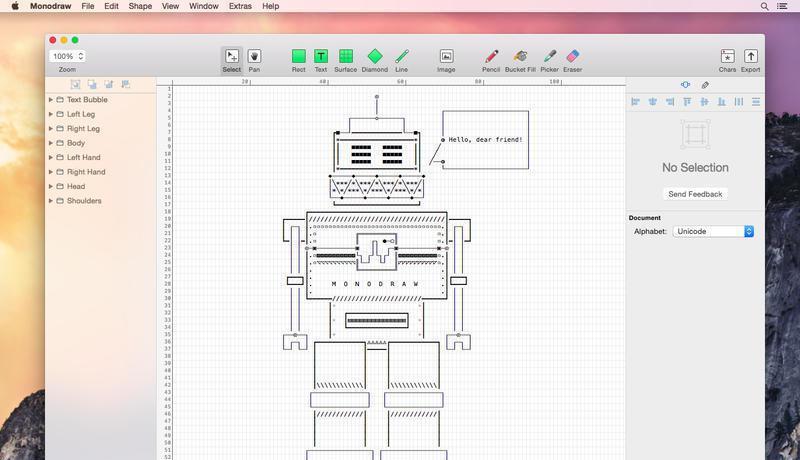 Monodraw File Edit Shape View Window Extras Help
100%
Zoom
Select Pan
Rect Text Surface Diamond Line
Image
Pencil Bucket Fill Picker Eraser
Chars Export
Text Bubble
Left Leg
Right Leg
Body
Left Hand
Right Hand
Head
Shoulders
20 40 60 80 100
1
2
3
4
5
6
7
8
9
10
11
12
13
14
15
16
17
18
19
20
21
22
23
24
25
26
27
28
29
30
31
32
33
34
35
36
37
38
39
40
41
42
43
44
45
46
47
48
49
50
51
52
Hello, dear friend!
M O N O D R A W
No Selection
Send Feedback
Document
Alphabet: Unicode